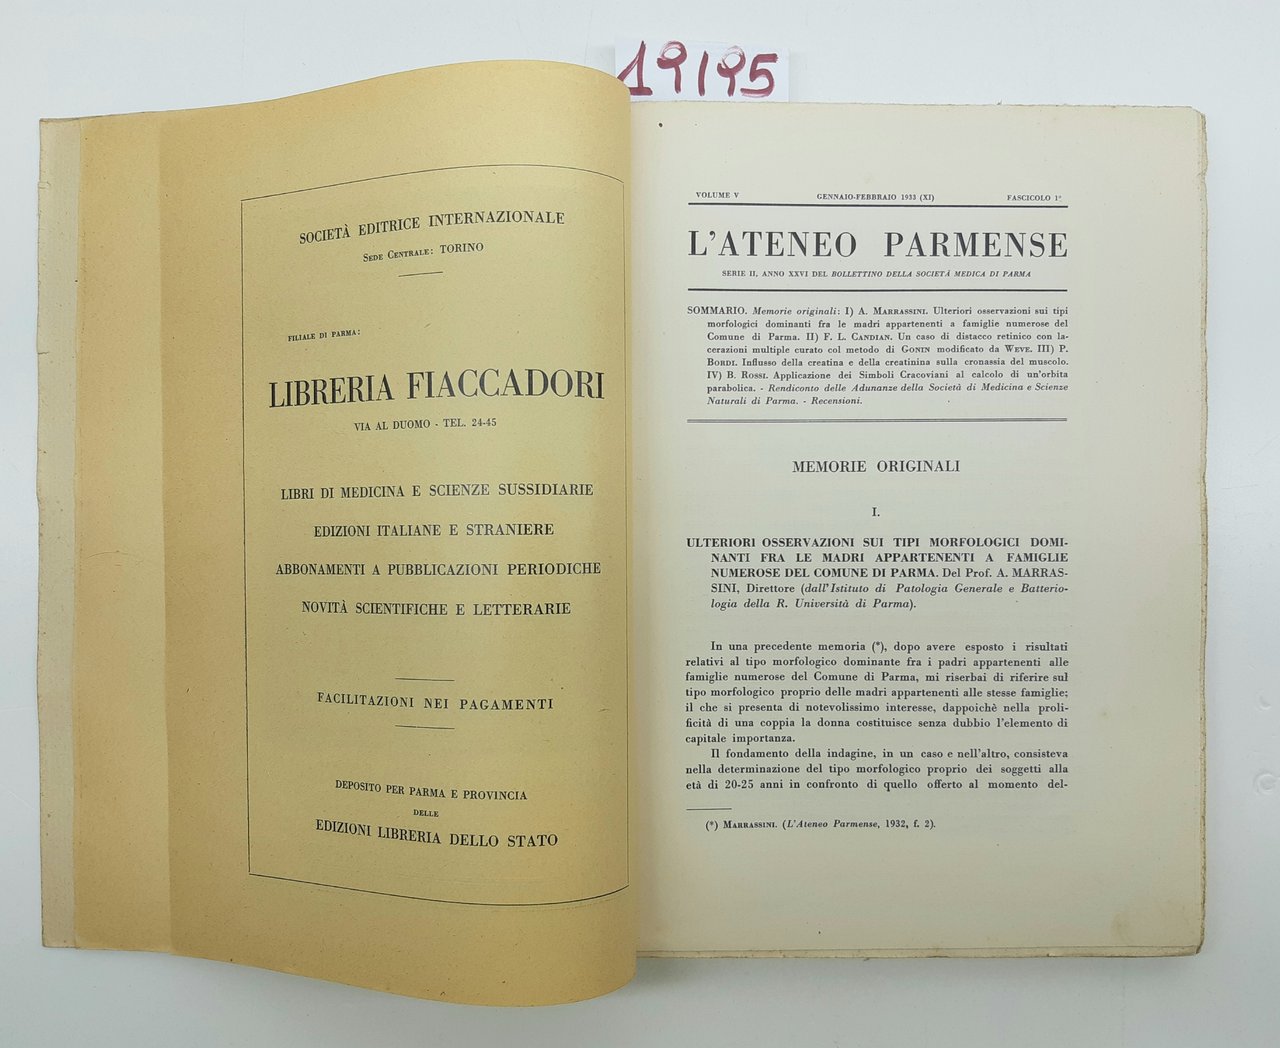 19195
SOCIETÀ EDITRICE INTERNAZIONALE
SEDE CENTRALE: TORINO
FILIALE DI PARMA:
LIBRERIA FIACCADORI
VIA AL DUOMO - TEL. 24-45
LIBRI DI MEDICINA E SCIENZE SUSSIDIARIE
EDIZIONI ITALIANE E STRANIERE
ABBONAMENTI A PUBBLICAZIONI PERIODICHE
NOVITÀ SCIENTIFICHE E LETTERARIE
FACILITAZIONI NEI PAGAMENTI
DEPOSITO PER PARMA E PROVINCIA
DELLE
EDIZIONI LIBRERIA DELLO STATO
VOLUME V GENNAIO-FEBBRAIO 1933 (XI) FASCICOLO 1°
L'ATENEO PARMENSE
SERIE II, ANNO XXVI DEL BOLLETTINO DELLA SOCIETÀ MEDICA DI PARMA
SOMMARIO. Memorie originali: I) A. MARRASSINI. Ulteriori osservazioni sui tipi
morfologici dominanti fra le madri appartenenti a famiglie numerose del
Comune di Parma. II) F. L. CANDIAN. Un caso di distacco retinico con la-
cerazioni multiple curato col metodo di GONIN modificato da WEVE. III) P.
BORDI. Influsso della creatina e della creatinina sulla cronassia del muscolo.
IV) B. ROSSI. Applicazione dei Simboli Cracoviani al calcolo di un'orbita
parabolica. - Rendiconto delle Adunanze della Società di Medicina e Scienze
Naturali di Parma. - Recensioni.
MEMORIE ORIGINALI
I.
ULTERIORI OSSERVAZIONI SUI TIPI MORFOLOGICI DOMI-
NANTI FRA LE MADRI APPARTENENTI A FAMIGLIE
NUMEROSE DEL COMUNE DI PARMA. Del Prof. A. MARRAS-
SINI, Direttore (dall'Istituto di Patologia Generale e Batterio-
logia della R. Università di Parma).
In una precedente memoria (*), dopo avere esposto i risultati
relativi al tipo morfologico dominante fra i padri appartenenti alle
famiglie numerose del Comune di Parma, mi riserbai di riferire sul
tipo morfologico proprio delle madri appartenenti alle stesse famiglie;
il che si presenta di notevolissimo interesse, dappoichè nella proli-
ficità di una coppia la donna costituisce senza dubbio l'elemento di
capitale importanza.
Il fondamento della indagine, in un caso e nell'altro, consisteva
nella determinazione del tipo morfologico proprio dei soggetti alla
età di 20-25 anni in confronto di quello offerto al momento del-
(*) MARRASSINI. (L'Ateneo Parmense, 1932, f. 2).